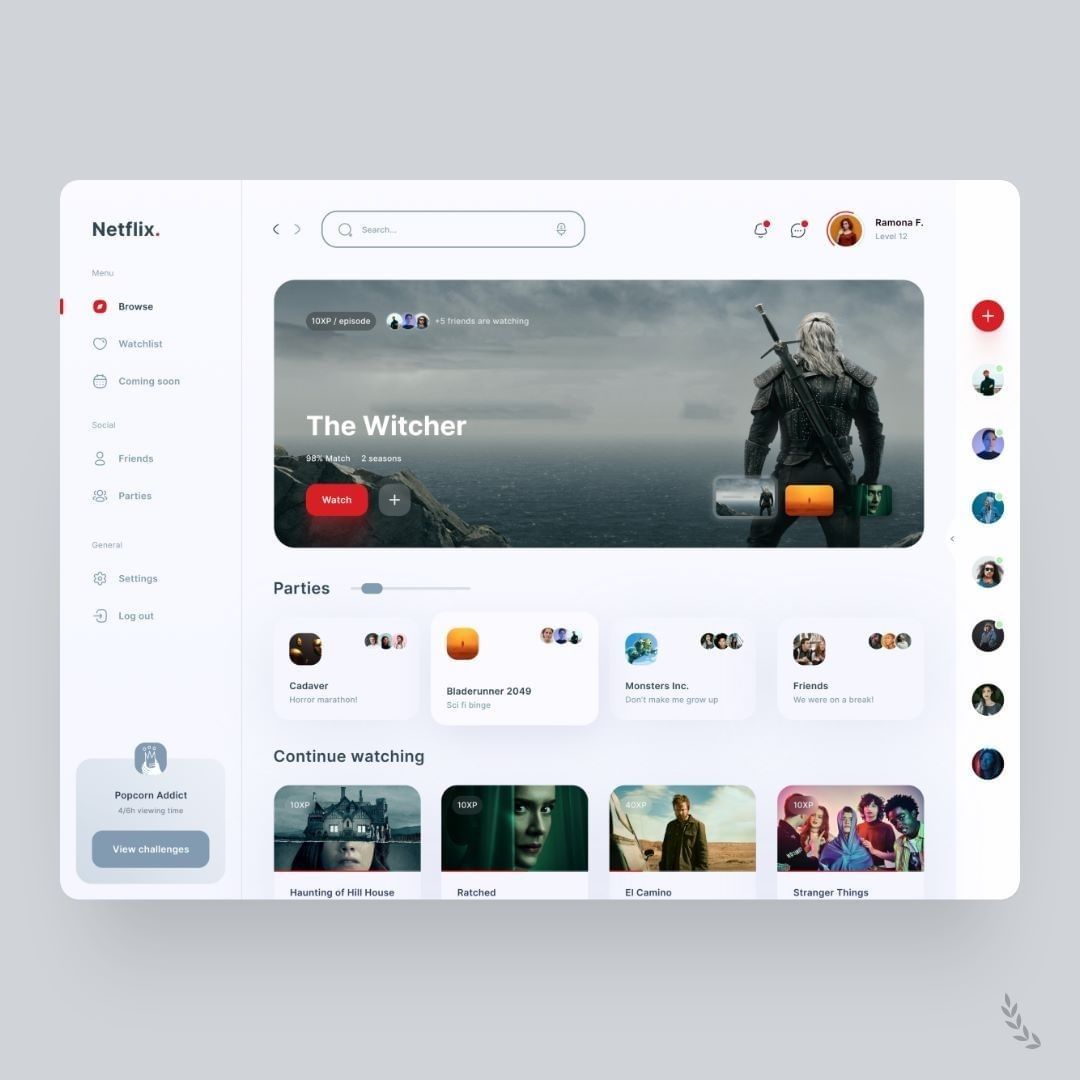 Netflix.
Menu
Browse
Watchlist
Coming soon
Social
Friends
Parties
General
Settings
Log out
Popcorn Addict
4/6h viewing time
View challenges
Search...
Ramona F.
Level 12
10XP / episode
+5 friends are watching
The Witcher
98% Match 2 seasons
Watch
Parties
Cadaver
Horror marathon!
Bladerunner 2049
Sci fi binge
Monsters Inc.
Don't make me grow up
Friends
We were on a break!
Continue watching
10XP
Haunting of Hill House
10XP
Ratched
40XP
El Camino
10XP
Stranger Things